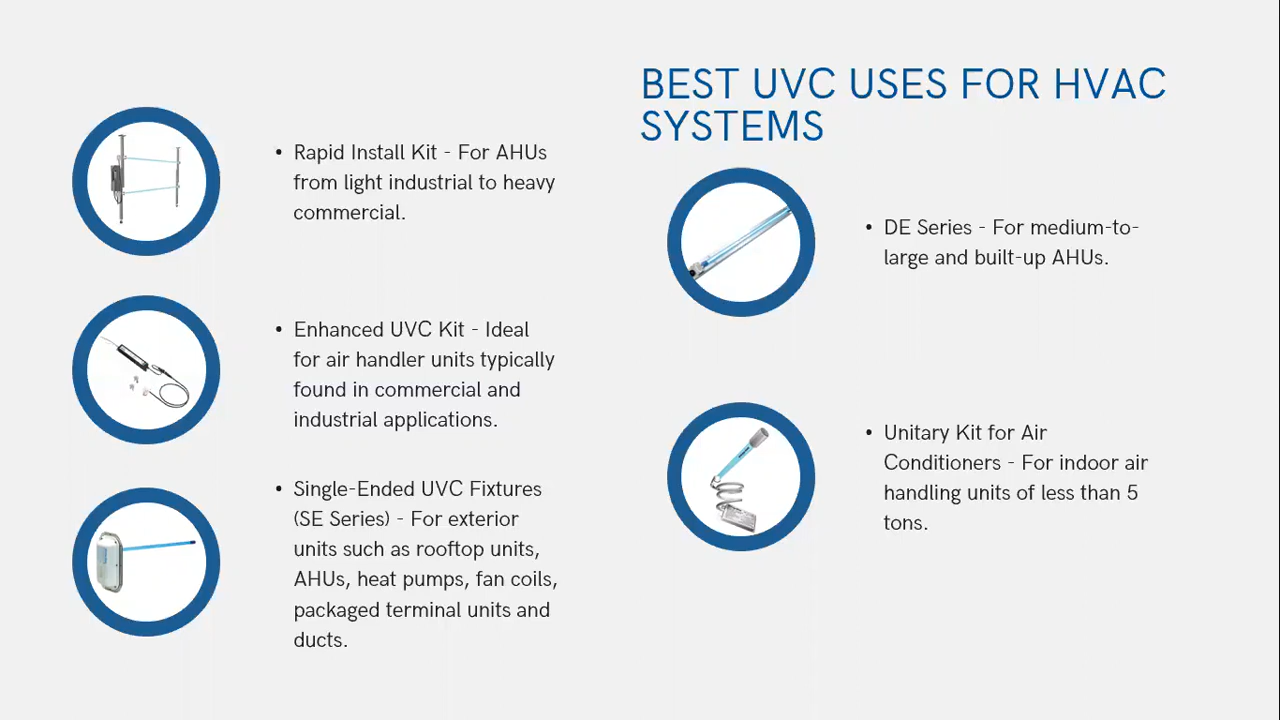 BEST UVC USES FOR HVAC
SYSTEMS
• Rapid Install Kit - For AHUs
from light industrial to heavy
commercial.
• Enhanced UVC Kit - Ideal
for air handler units typically
found in commercial and
industrial applications.
• Single-Ended UVC Fixtures
(SE Series) - For exterior
units such as rooftop units,
AHUs, heat pumps, fan coils,
packaged terminal units and
ducts.
• DE Series - For medium-to-
large and built-up AHUs.
• Unitary Kit for Air
Conditioners - For indoor air
handling units of less than 5
tons.